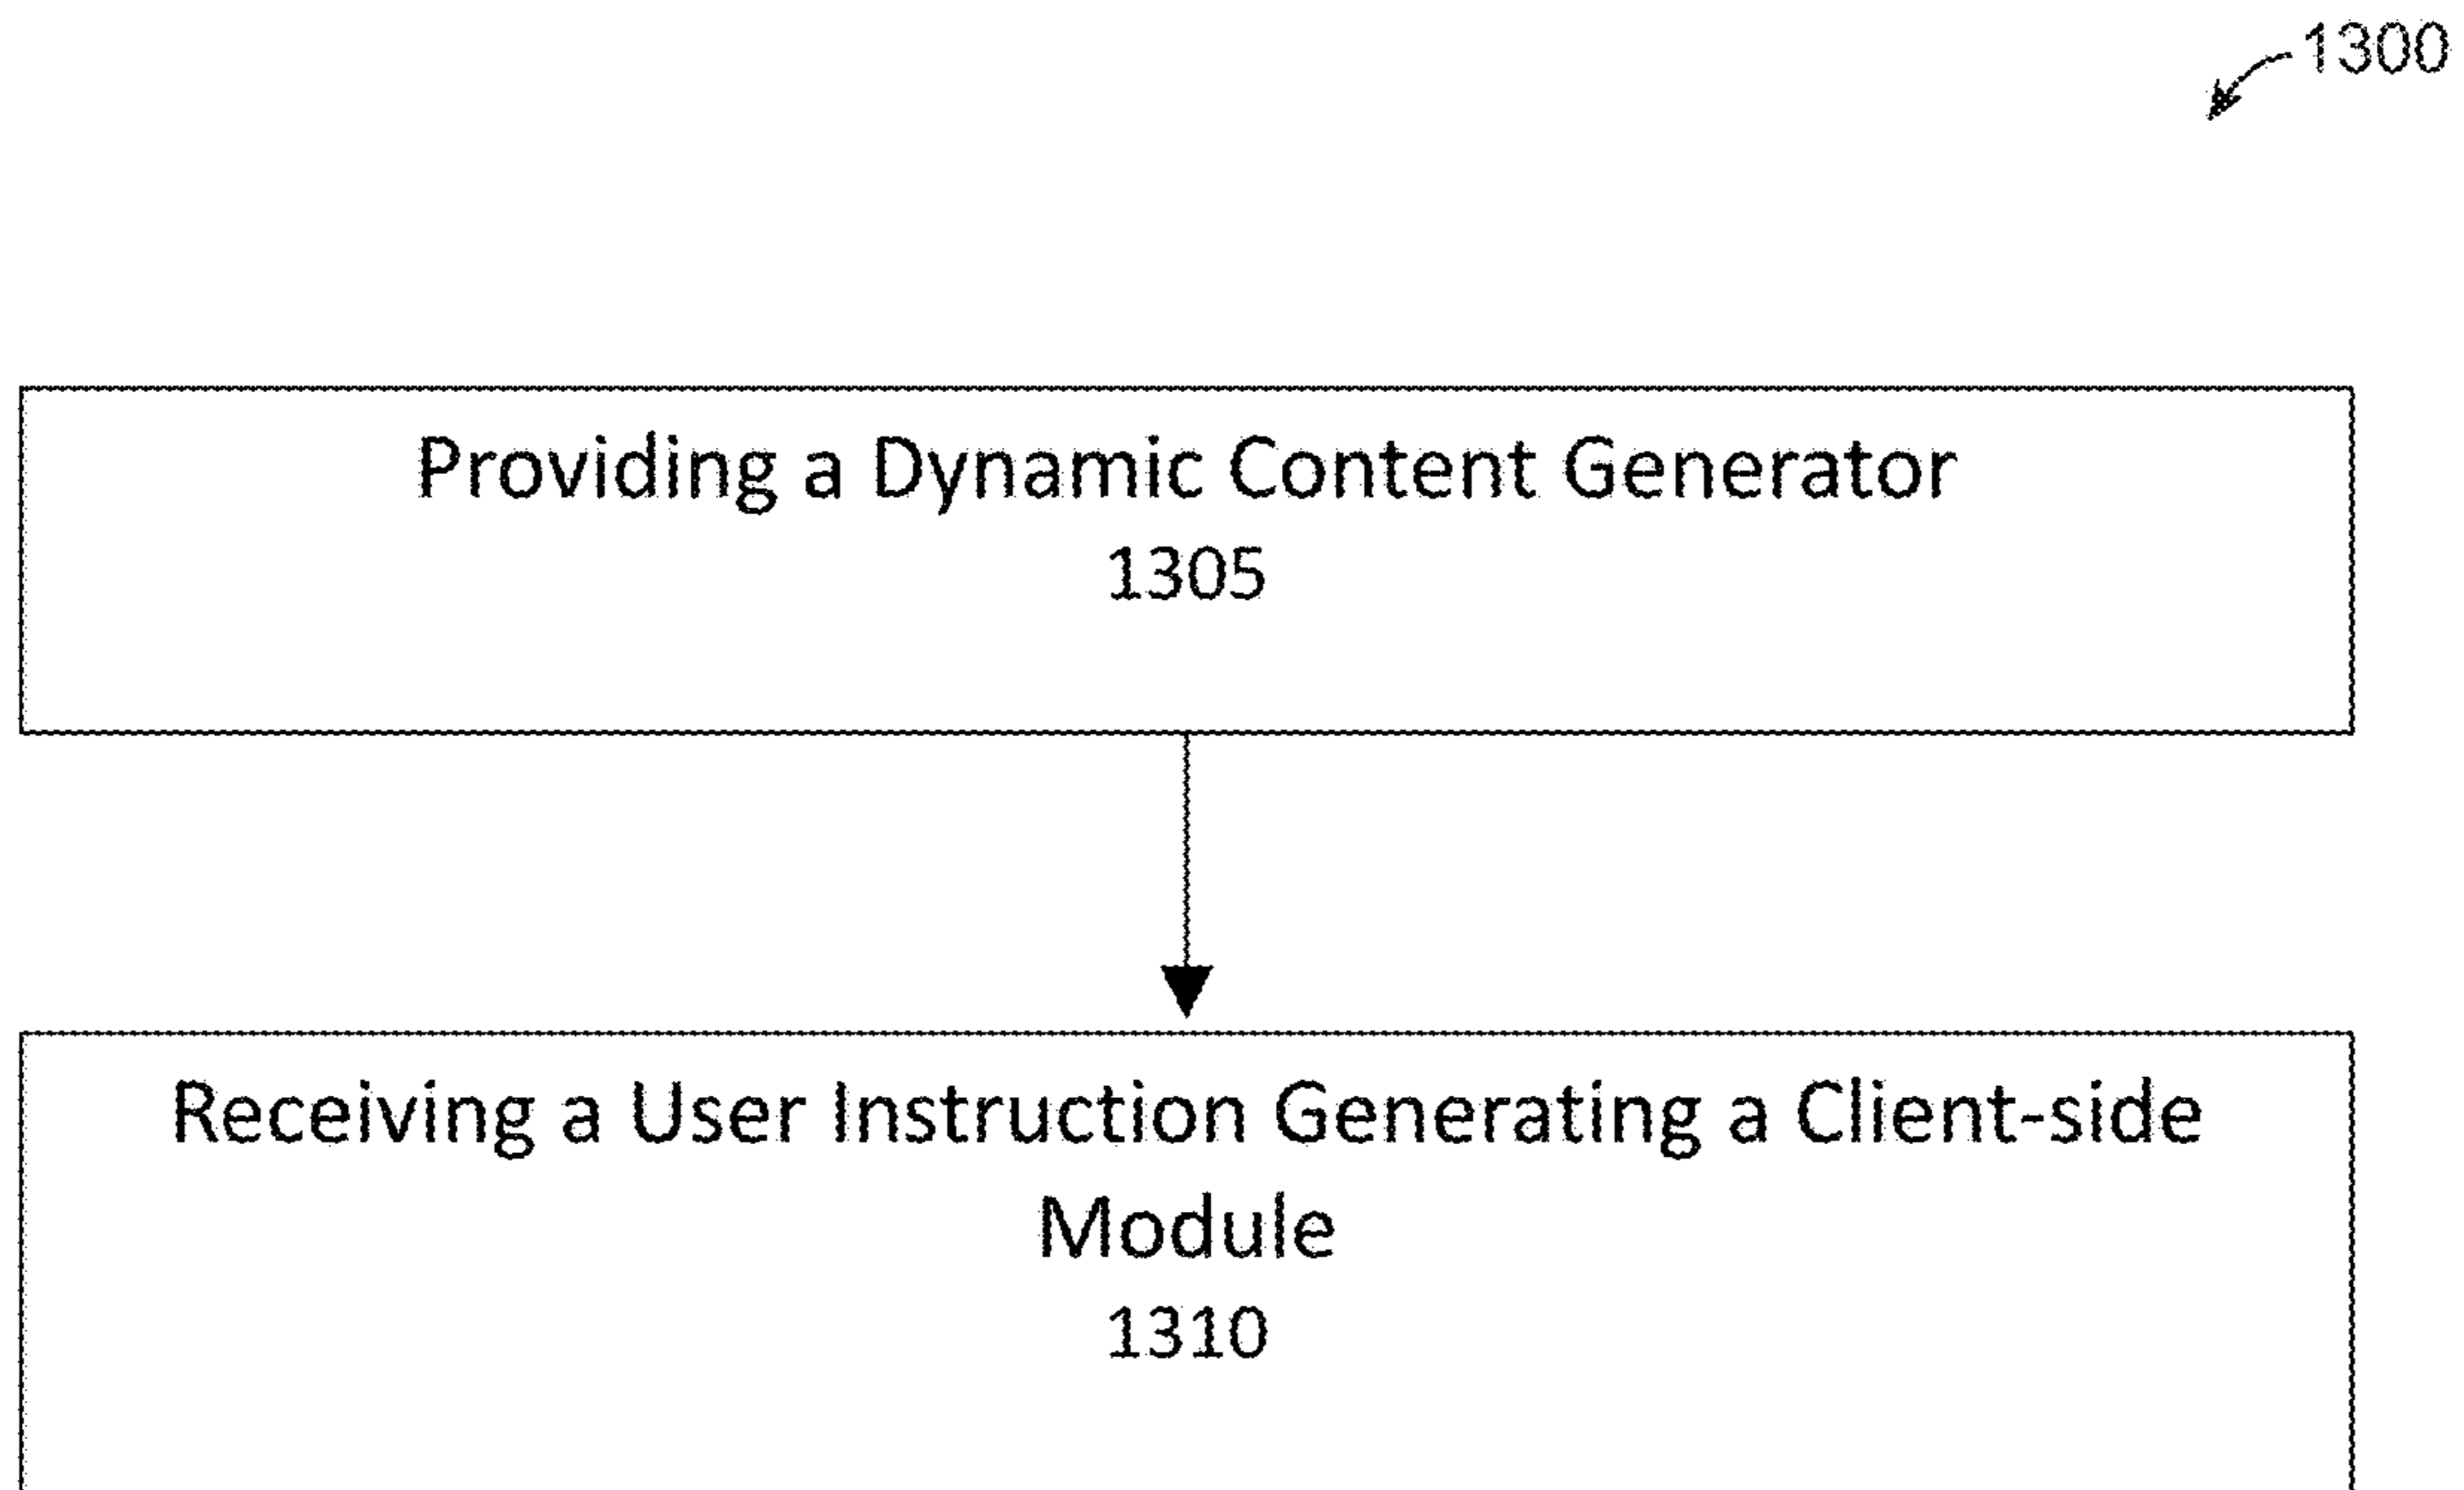 1300
Providing a Dynamic Content Generator
1305
Receiving a User Instruction Generating a Client-side
Module
1310